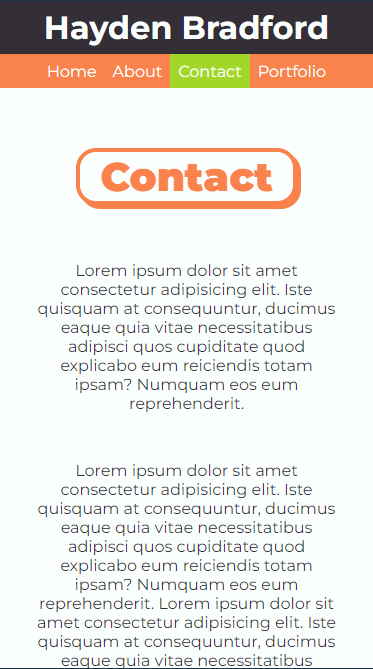 Hayden Bradford
Home About Contact Portfolio
Contact
Lorem ipsum dolor sit amet
consectetur adipisicing elit. Iste
quisquam at consequuntur, ducimus
eaque quia vitae necessitatibus
adipisci quos cupiditate quod
explicabo eum reiciendis totam
ipsam? Numquam eos eum
reprehenderit.
Lorem ipsum dolor sit amet
consectetur adipisicing elit. Iste
quisquam at consequuntur, ducimus
eaque quia vitae necessitatibus
adipisci quos cupiditate quod
explicabo eum reiciendis totam
ipsam? Numquam eos eum
reprehenderit. Lorem ipsum dolor sit
amet consectetur adipisicing elit. Iste
quisquam at consequuntur, ducimus
eaque quia vitae necessitatibus